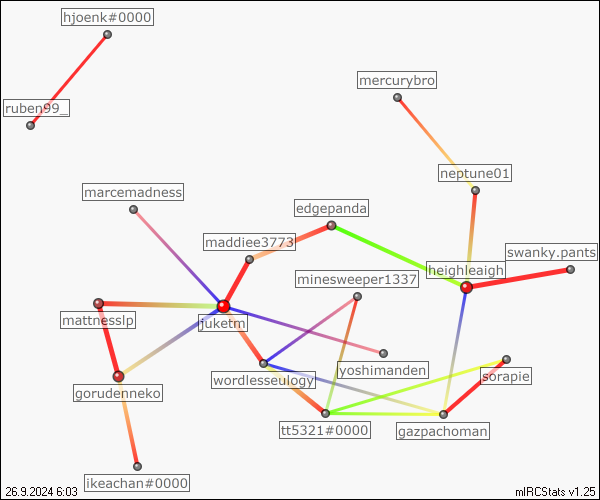 hjoenk#0000
mercurybro
ruben99_
neptune01
marcemadness
edgepanda
maddiee3773
swanky.pants
heighleaigh
minesweeper1337
mattnesslp
juketm
yoshimanden
sorapie
wordlesseulogy
gorudenneko
tt5321#0000
gazpachoman
ikeachan#0000
26.9.2024 6:03
mIRCStats v1.25